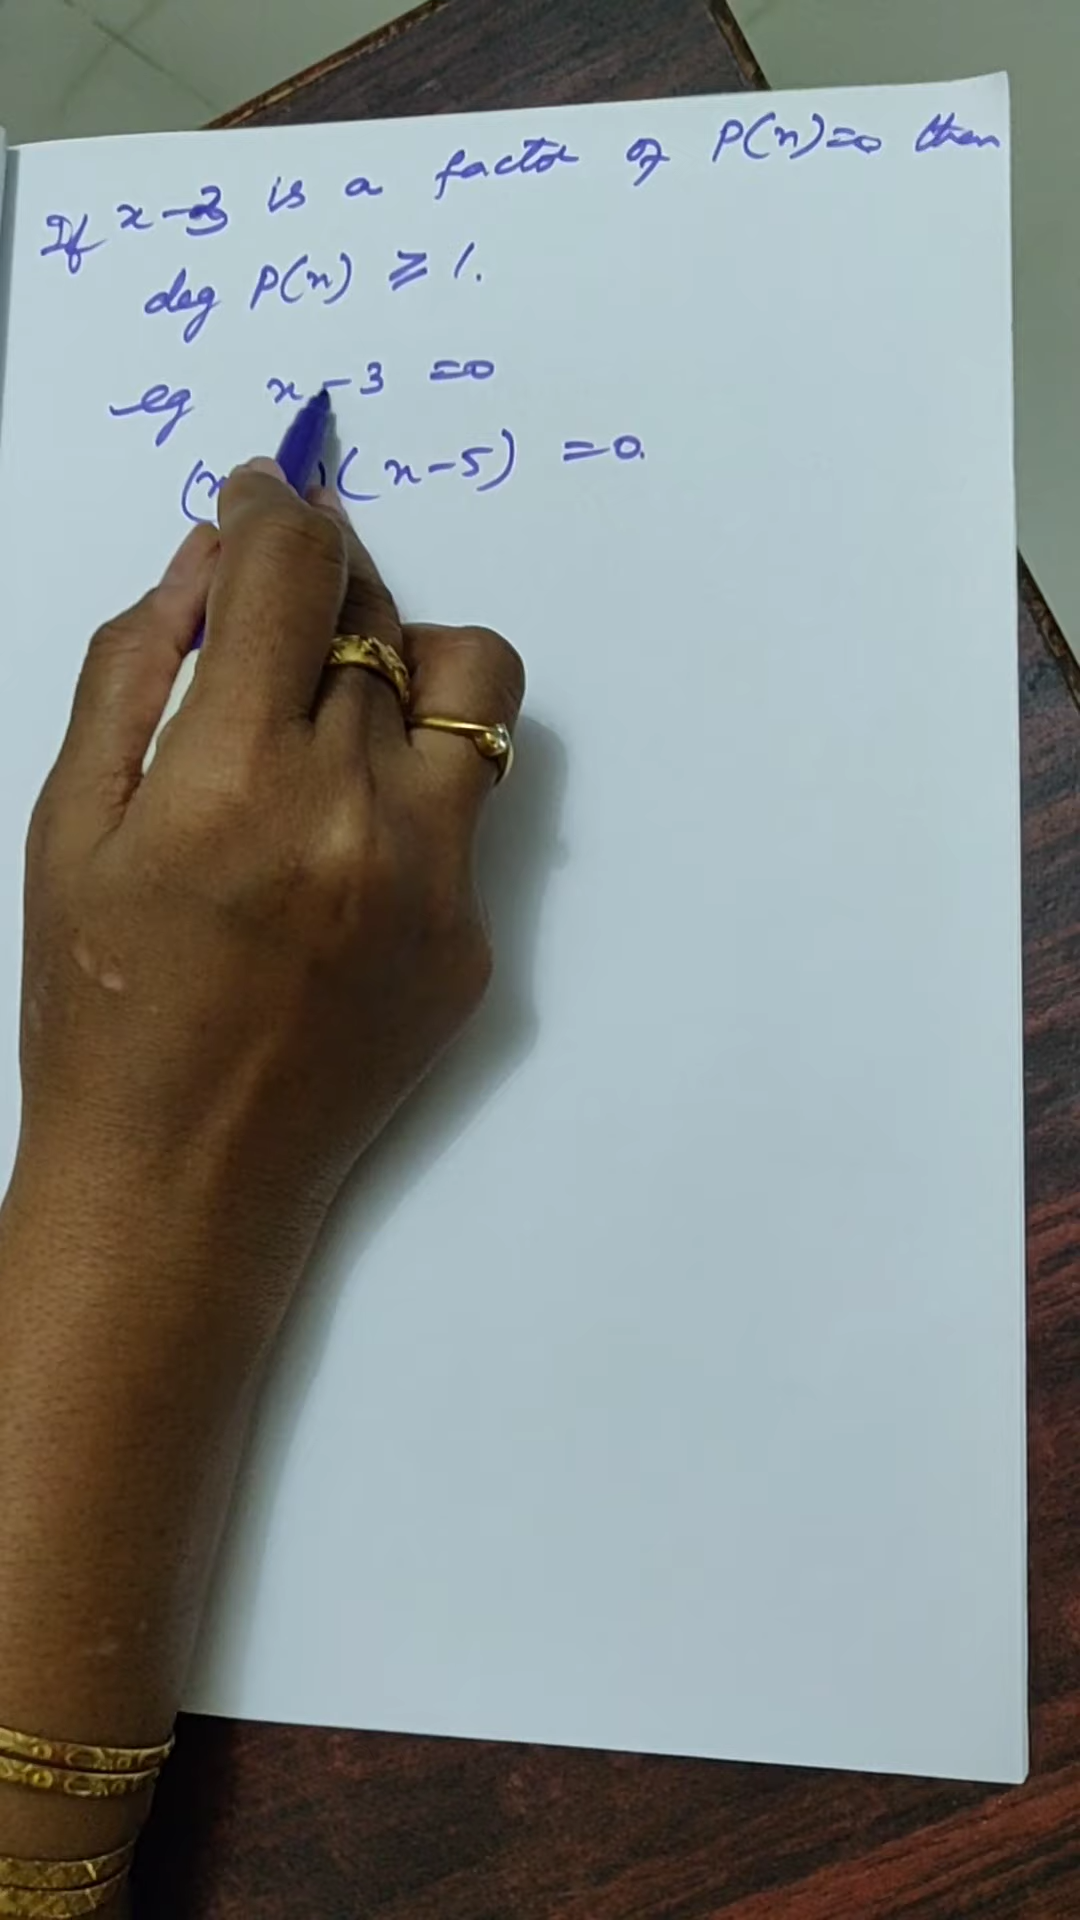 If x-3 is a factor of P(x)=0 then
deg P(x) ≥ 1.
eg x-3 =0
(x )(x-5) =0.